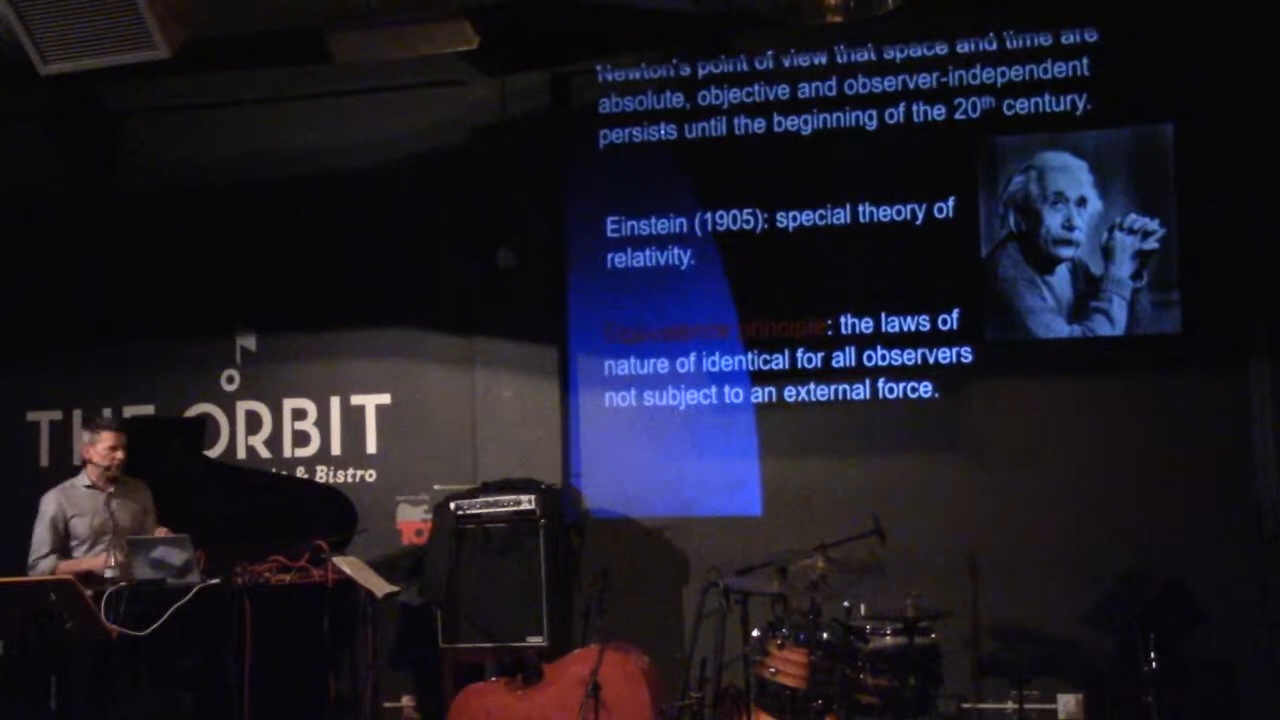 Newton's point of view that space and time are
absolute, objective and observer-independent
persists until the beginning of the 20th century.
Einstein (1905): special theory of
relativity.
principle: the laws of
nature of identical for all observers
not subject to an external force.
THE ORBIT
& Bistro